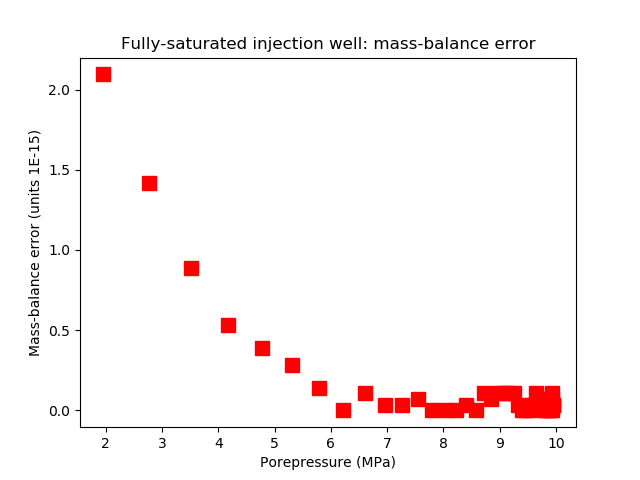 Fully-saturated injection well: mass-balance error
Mass-balance error (units 1E-15)
2.0
1.5
1.0
0.5
0.0
2 3 4 5 6 7 8 9 10
Porepressure (MPa)